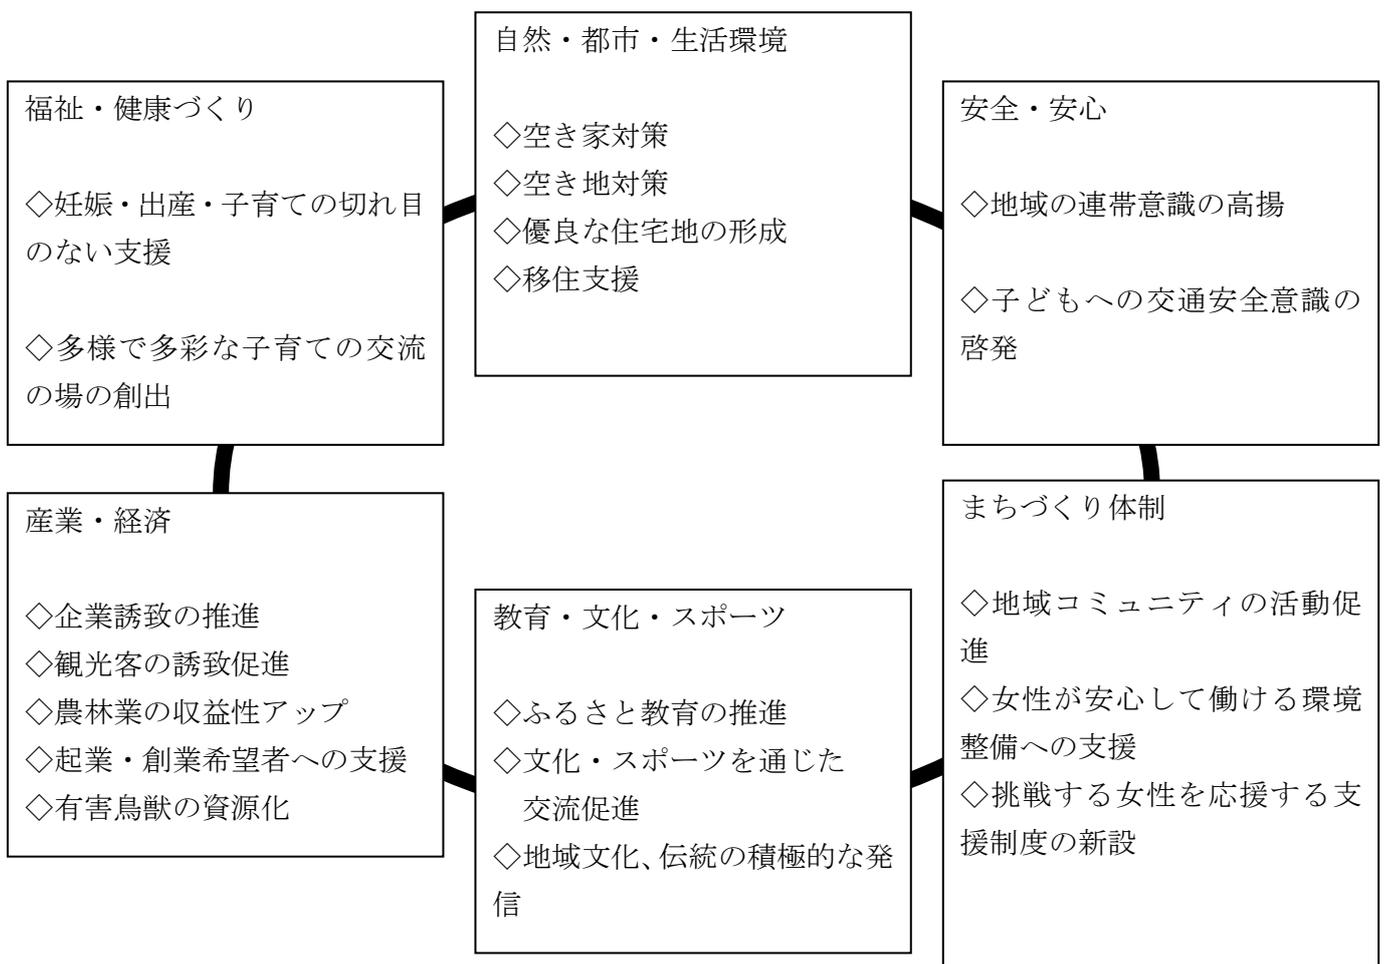 自然・都市・生活環境
◇空き家対策
◇空き地対策
◇優良な住宅地の形成
◇移住支援
福祉・健康づくり
◇妊娠・出産・子育ての切れ目
のない支援
◇多様で多彩な子育ての交流
の場の創出
安全・安心
◇地域の連帯意識の高揚
◇子どもへの交通安全意識の
啓発
産業・経済
◇企業誘致の推進
◇観光客の誘致促進
◇農林業の収益性アップ
◇起業・創業希望者への支援
◇有害鳥獣の資源化
教育・文化・スポーツ
◇ふるさと教育の推進
◇文化・スポーツを通じた
交流促進
◇地域文化、伝統の積極的な発
信
まちづくり体制
◇地域コミュニティの活動促
進
◇女性が安心して働ける環境
整備への支援
◇挑戦する女性を応援する支
援制度の新設